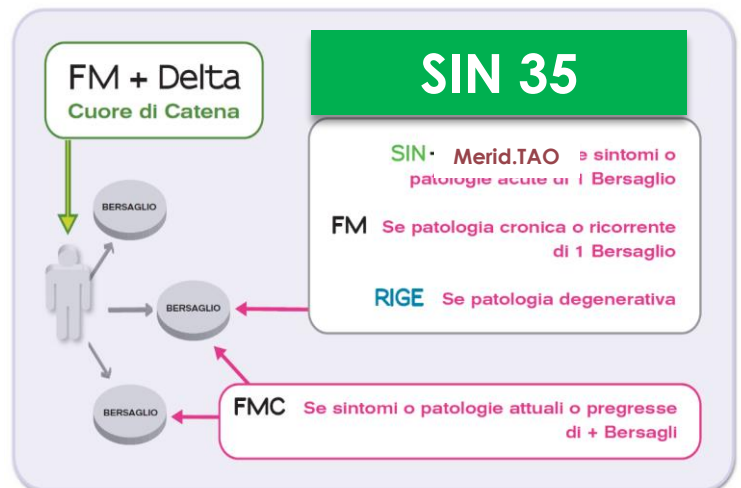 FM + Delta
Cuore di Catena
SIN 35
SIN· Merid.TAO e sintomi o
patologie acute di 1 Bersaglio
FM Se patologia cronica o ricorrente
di 1 Bersaglio
RIGE Se patologia degenerativa
BERSAGLIO
BERSAGLIO
BERSAGLIO
FMC Se sintomi o patologie attuali o pregresse
di + Bersagli